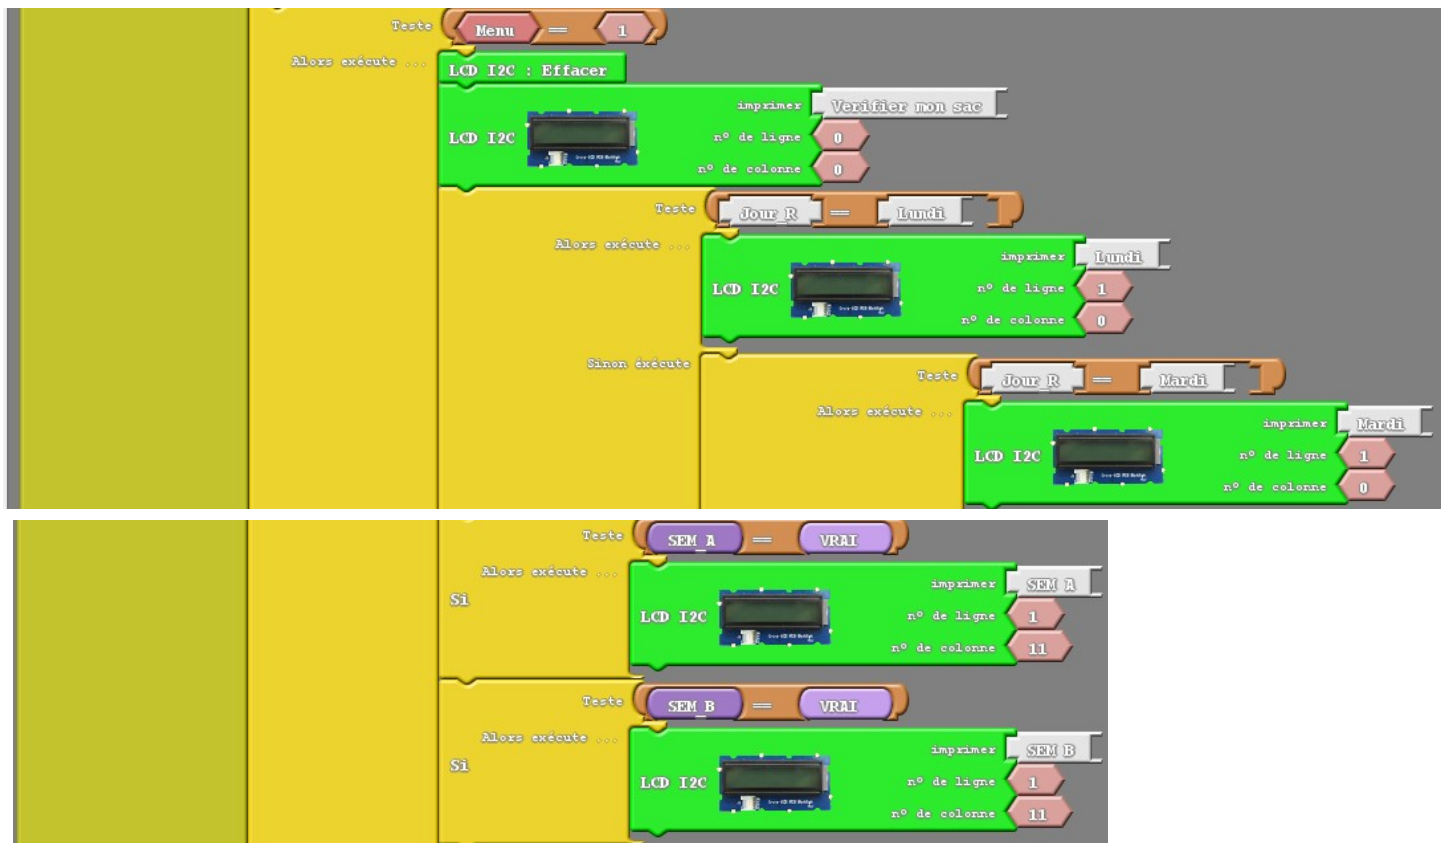 Teste Menu == 1
Alors exécute ...
LCD I2C : Effacer
imprimer Verifier mon sac
LCD I2C
n° de ligne 0
n° de colonne 0
Teste Jour_R == Lundi
Alors exécute ...
imprimer Lundi
LCD I2C
n° de ligne 1
n° de colonne 0
Sinon éxécute
Teste Jour_R == Mardi
Alors exécute ...
imprimer Mardi
LCD I2C
n° de ligne 1
n° de colonne 0
Teste SEM_A == VRAI
Alors exécute ...
Si
imprimer SEM A
LCD I2C
n° de ligne 1
n° de colonne 11
Teste SEM_B == VRAI
Alors exécute ...
Si
imprimer SEM B
LCD I2C
n° de ligne 1
n° de colonne 11